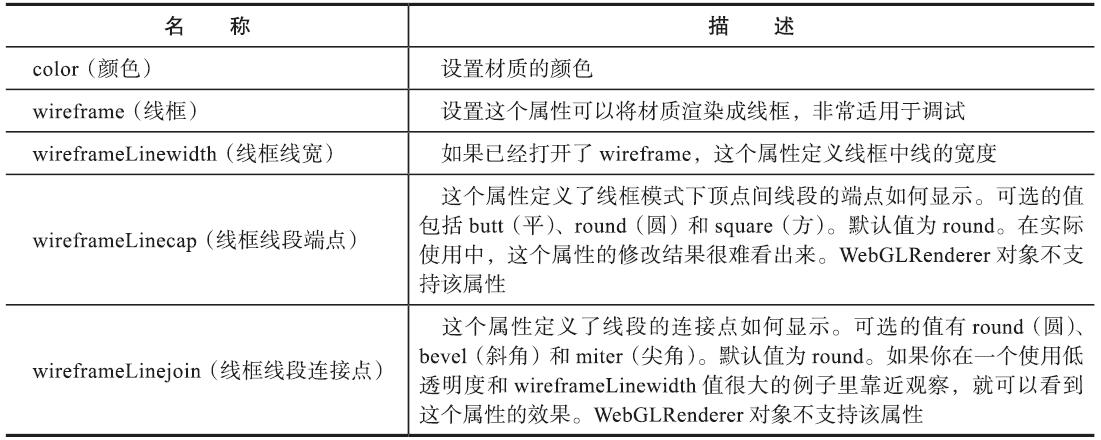 名 称 描 述
color（颜色） 设置材质的颜色
wireframe（线框） 设置这个属性可以将材质渲染成线框，非常适用于调试
wireframeLinewidth（线框线宽） 如果已经打开了 wireframe，这个属性定义线框中线的宽度
wireframeLinecap（线框线段端点）
这个属性定义了线框模式下顶点间线段的端点如何显示。可选的值
包括 butt（平）、round（圆）和 square（方）。默认值为 round。在实际
使用中，这个属性的修改结果很难看出来。WebGLRenderer 对象不支
持该属性
wireframeLinejoin（线框线段连接点）
这个属性定义了线段的连接点如何显示。可选的值有 round（圆）、
bevel（斜角）和 miter（尖角）。默认值为 round。如果你在一个使用低
透明度和 wireframeLinewidth 值很大的例子里靠近观察，就可以看到
这个属性的效果。WebGLRenderer 对象不支持该属性